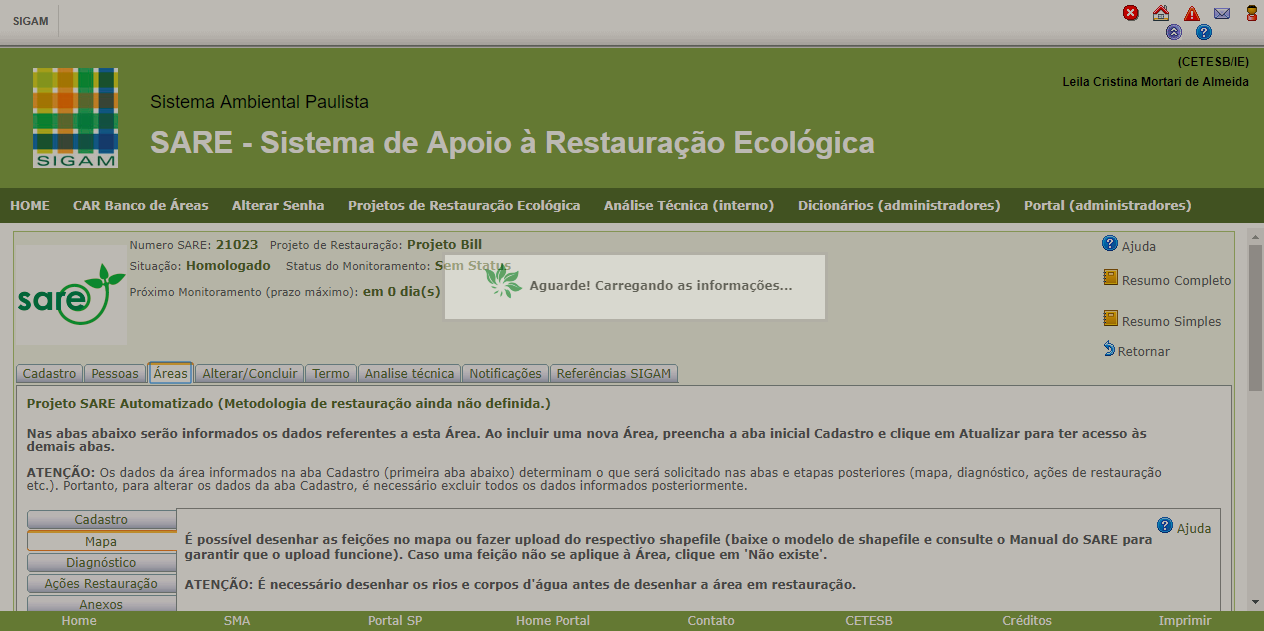 SIGAM
(CETESB/IE)
Leila Cristina Mortari de Almeida
SIGAM
Sistema Ambiental Paulista
SARE - Sistema de Apoio à Restauração Ecológica
HOME CAR Banco de Áreas Alterar Senha Projetos de Restauração Ecológica Análise Técnica (interno) Dicionários (administradores) Portal (administradores)
sare
Numero SARE: 21023 Projeto de Restauração: Projeto Bill
Situação: Homologado Status do Monitoramento: Sem Status
Próximo Monitoramento (prazo máximo): em 0 dia(s)
Aguarde! Carregando as informações...
Ajuda
Resumo Completo
Resumo Simples
Retornar
Cadastro Pessoas Áreas Alterar/Concluir Termo Analise técnica Notificações Referências SIGAM
Projeto SARE Automatizado (Metodologia de restauração ainda não definida.)
Nas abas abaixo serão informados os dados referentes a esta Área. Ao incluir uma nova Área, preencha a aba inicial Cadastro e clique em Atualizar para ter acesso às
demais abas.
ATENÇÃO: Os dados da área informados na aba Cadastro (primeira aba abaixo) determinam o que será solicitado nas abas e etapas posteriores (mapa, diagnóstico, ações de restauração
etc.). Portanto, para alterar os dados da aba Cadastro, é necessário excluir todos os dados informados posteriormente.
Cadastro
Mapa
Diagnóstico
Ações Restauração
Anexos
Ajuda
É possível desenhar as feições no mapa ou fazer upload do respectivo shapefile (baixe o modelo de shapefile e consulte o Manual do SARE para
garantir que o upload funcione). Caso uma feição não se aplique à Área, clique em 'Não existe'.
ATENÇÃO: É necessário desenhar os rios e corpos d'água antes de desenhar a área em restauração.
Home SMA Portal SP Home Portal Contato CETESB Créditos Imprimir